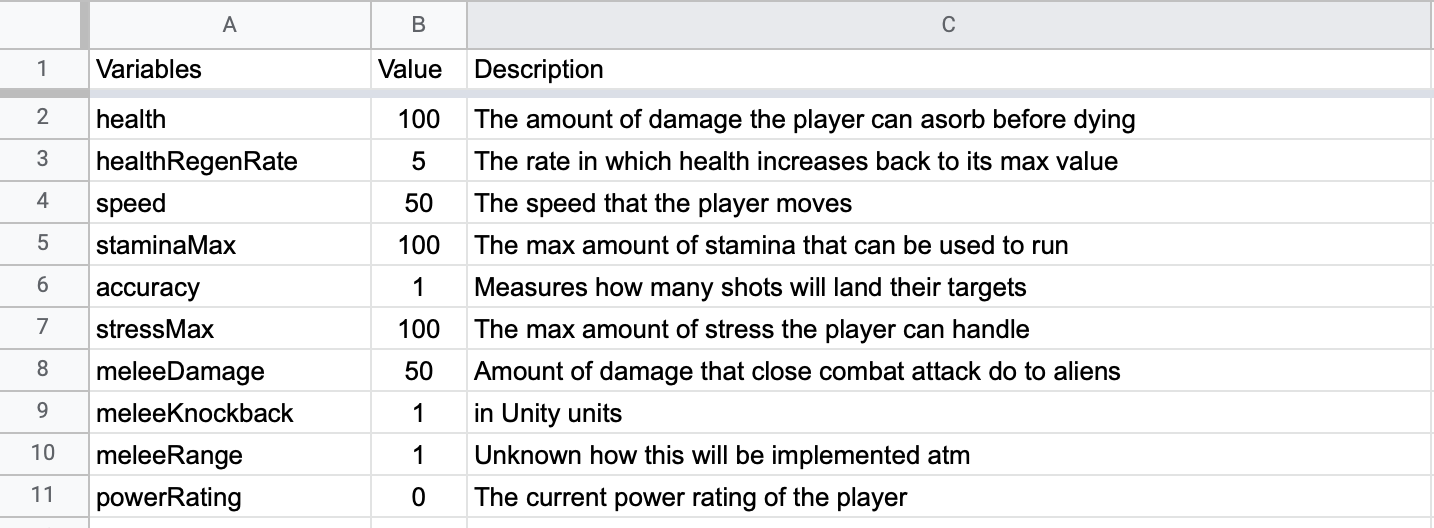 A B C
1 Variables Value Description
2 health 100 The amount of damage the player can asorb before dying
3 healthRegenRate 5 The rate in which health increases back to its max value
4 speed 50 The speed that the player moves
5 staminaMax 100 The max amount of stamina that can be used to run
6 accuracy 1 Measures how many shots will land their targets
7 stressMax 100 The max amount of stress the player can handle
8 meleeDamage 50 Amount of damage that close combat attack do to aliens
9 meleeKnockback 1 in Unity units
10 meleeRange 1 Unknown how this will be implemented atm
11 powerRating 0 The current power rating of the player